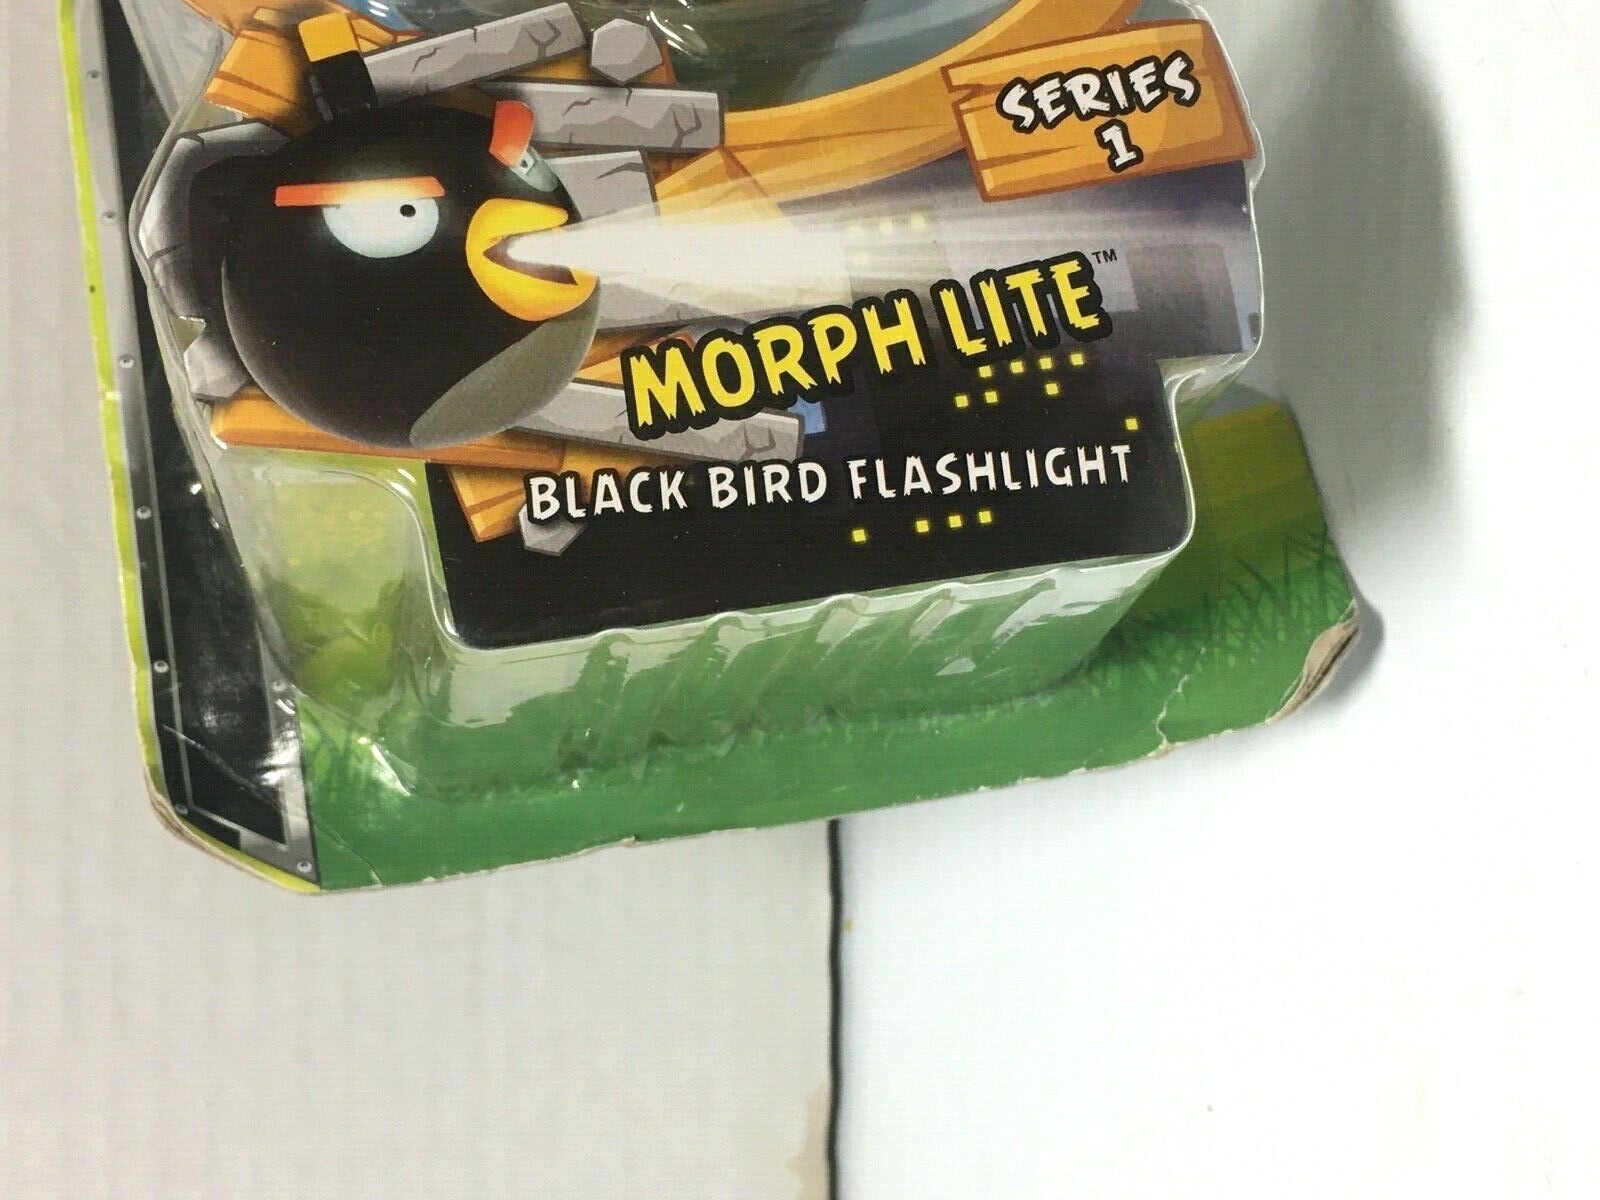 SERIES
1
MORPH LITE™
BLACK BIRD FLASHLIGHT